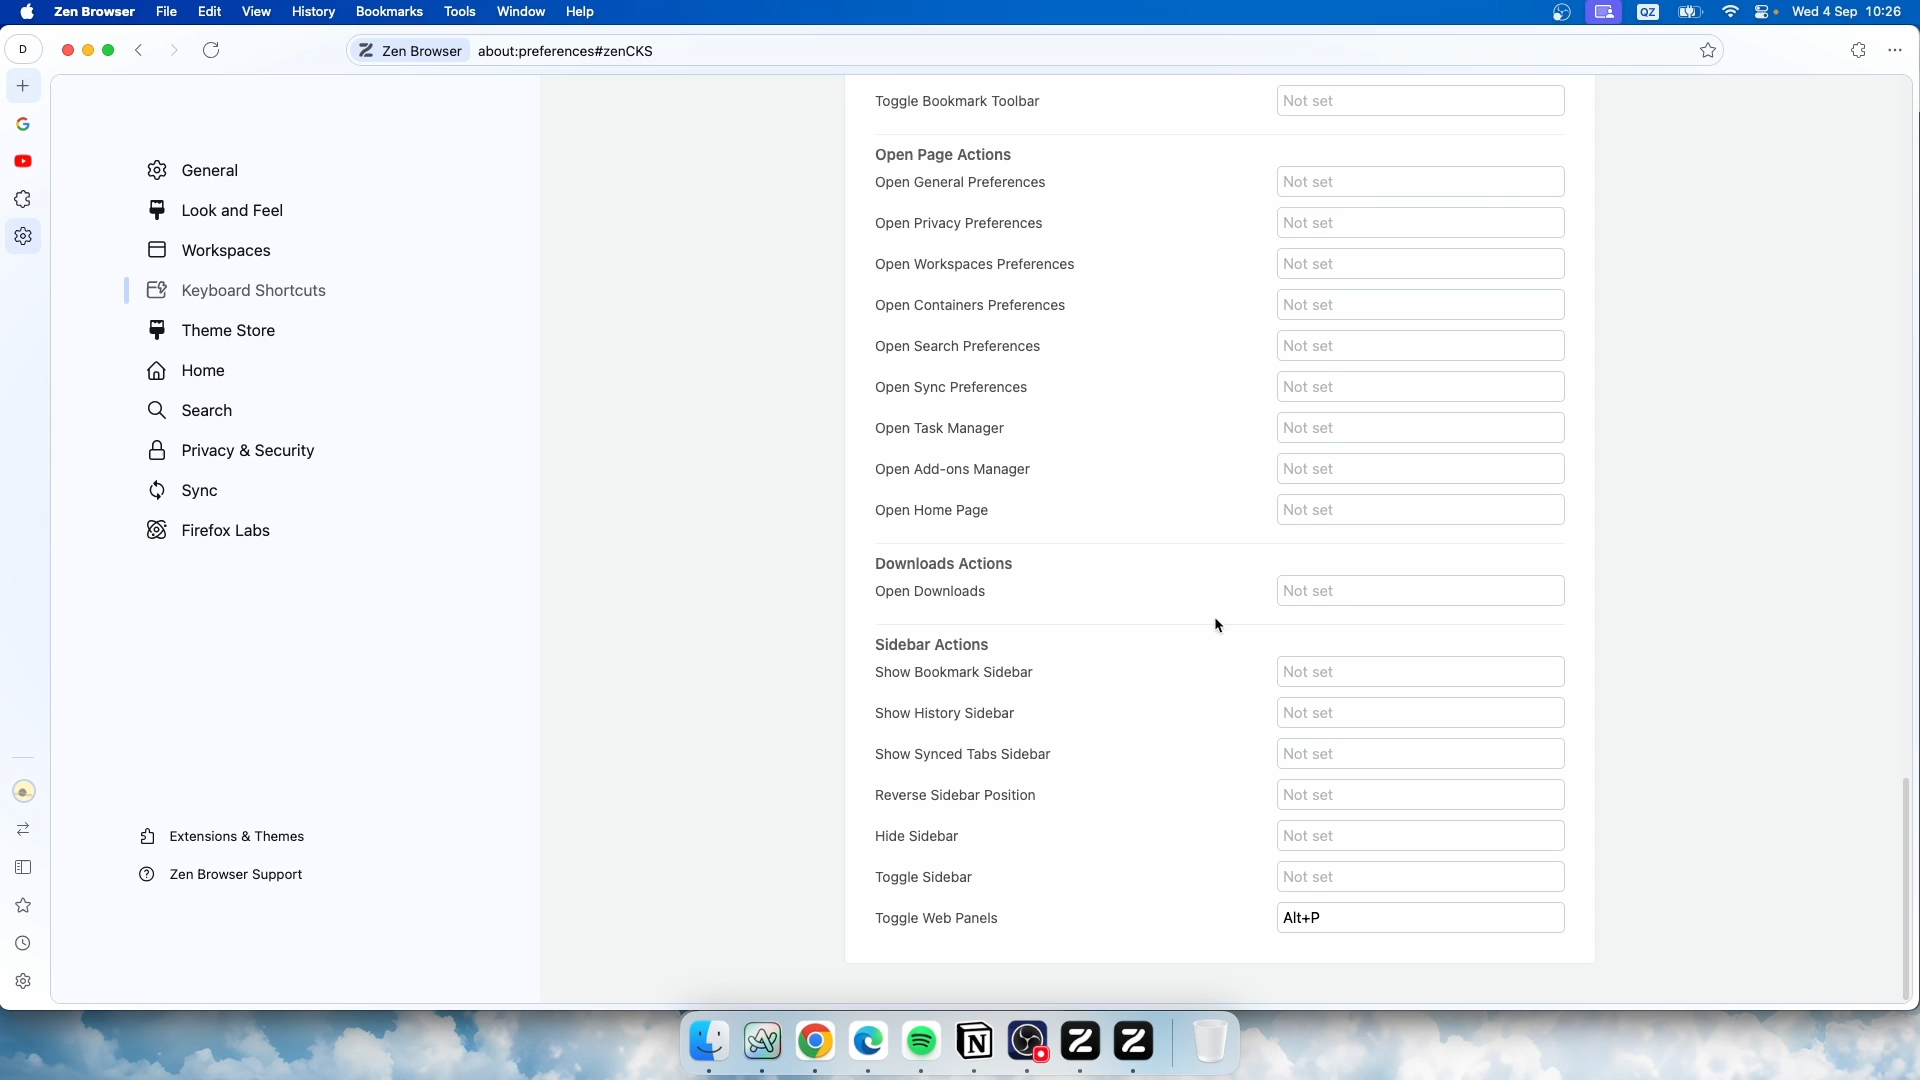 Zen Browser File Edit View History Bookmarks Tools Window Help QZ Wed 4 Sep 10:26
D Zen Browser about:preferences#zenCKS
General
Look and Feel
Workspaces
Keyboard Shortcuts
Theme Store
Home
Search
Privacy & Security
Sync
Firefox Labs
Extensions & Themes
Zen Browser Support
Toggle Bookmark Toolbar Not set
Open Page Actions
Open General Preferences Not set
Open Privacy Preferences Not set
Open Workspaces Preferences Not set
Open Containers Preferences Not set
Open Search Preferences Not set
Open Sync Preferences Not set
Open Task Manager Not set
Open Add-ons Manager Not set
Open Home Page Not set
Downloads Actions
Open Downloads Not set
Sidebar Actions
Show Bookmark Sidebar Not set
Show History Sidebar Not set
Show Synced Tabs Sidebar Not set
Reverse Sidebar Position Not set
Hide Sidebar Not set
Toggle Sidebar Not set
Toggle Web Panels Alt+P